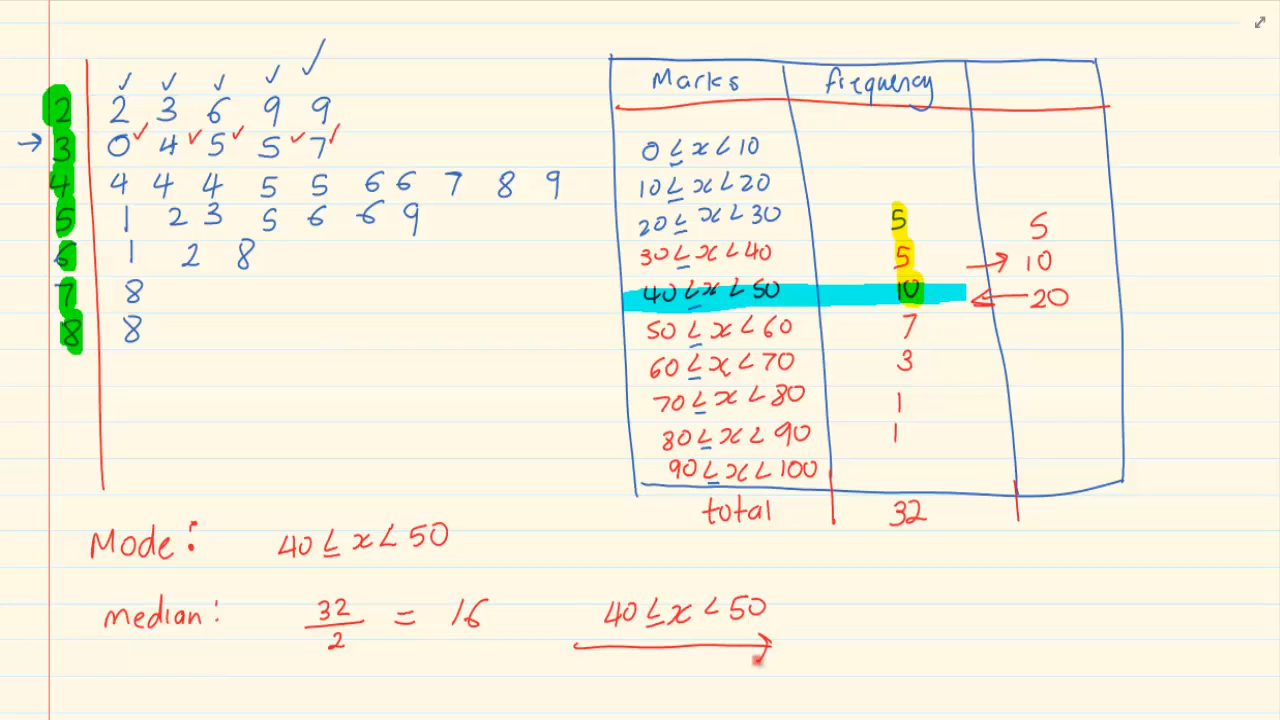 2 2 3 6 9 9
3 0 4 5 5 7
4 4 4 4 5 5 6 6 7 8 9
5 1 2 3 5 6 6 9
6 1 2 8
7 8
8 8
Marks frequency
0 ≤ x < 10
10 ≤ x < 20
20 ≤ x < 30 5 5
30 ≤ x < 40 5 → 10
40 ≤ x < 50 10 ← 20
50 ≤ x < 60 7
60 ≤ x < 70 3
70 ≤ x < 80 1
80 ≤ x < 90 1
90 ≤ x < 100
total 32
Mode: 40 ≤ x < 50
median: 32/2 = 16 40 ≤ x < 50